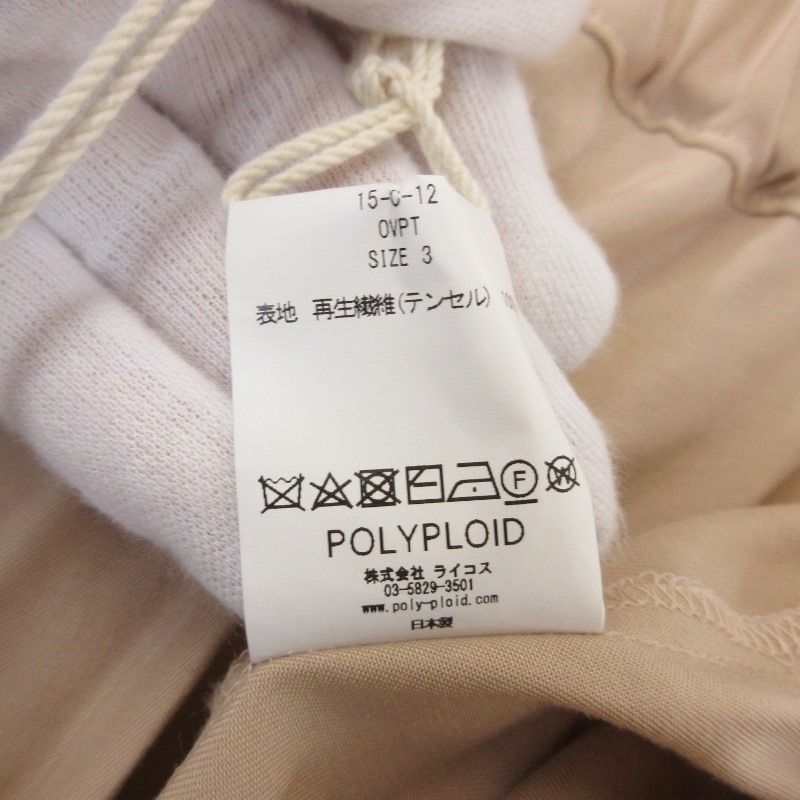 15-C-12
OVPT
SIZE 3
表地 再生繊維(テンセル)
F
W
POLYPLOID
株式会社 ライコス
03-5829-3501
www.poly-ploid.com
日本製